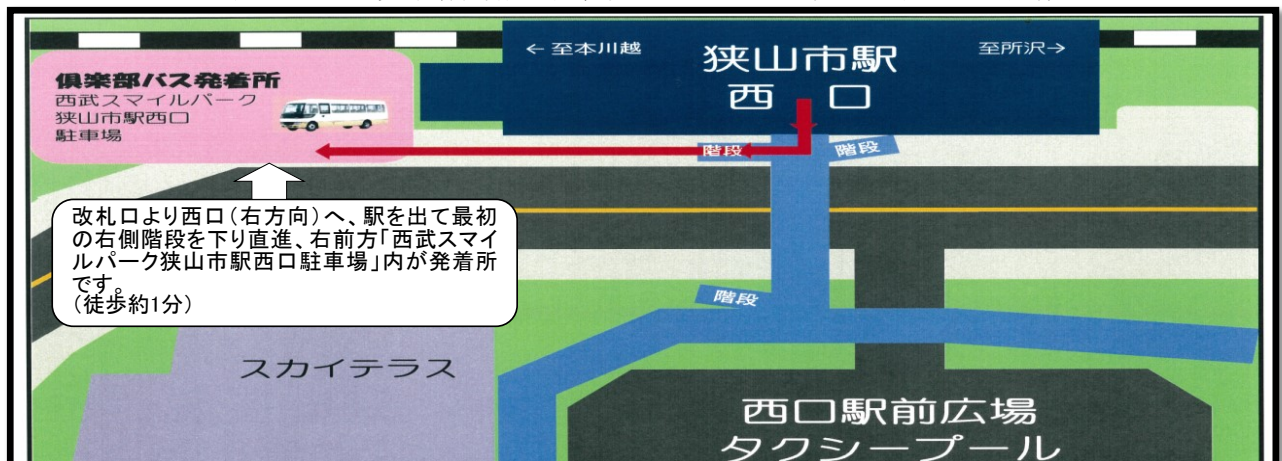 ← 至本川越
狭山市駅
西 口
至所沢→
俱楽部バス発着所
西武スマイルパーク
狭山市駅西口
駐車場
階段
階段
改札口より西口（右方向）へ、駅を出て最初
の右側階段を下り直進、右前方「西武スマイ
ルパーク狭山市駅西口駐車場」内が発着所
です。
（徒歩約1分）
階段
スカイテラス
西口駅前広場
タクシープール